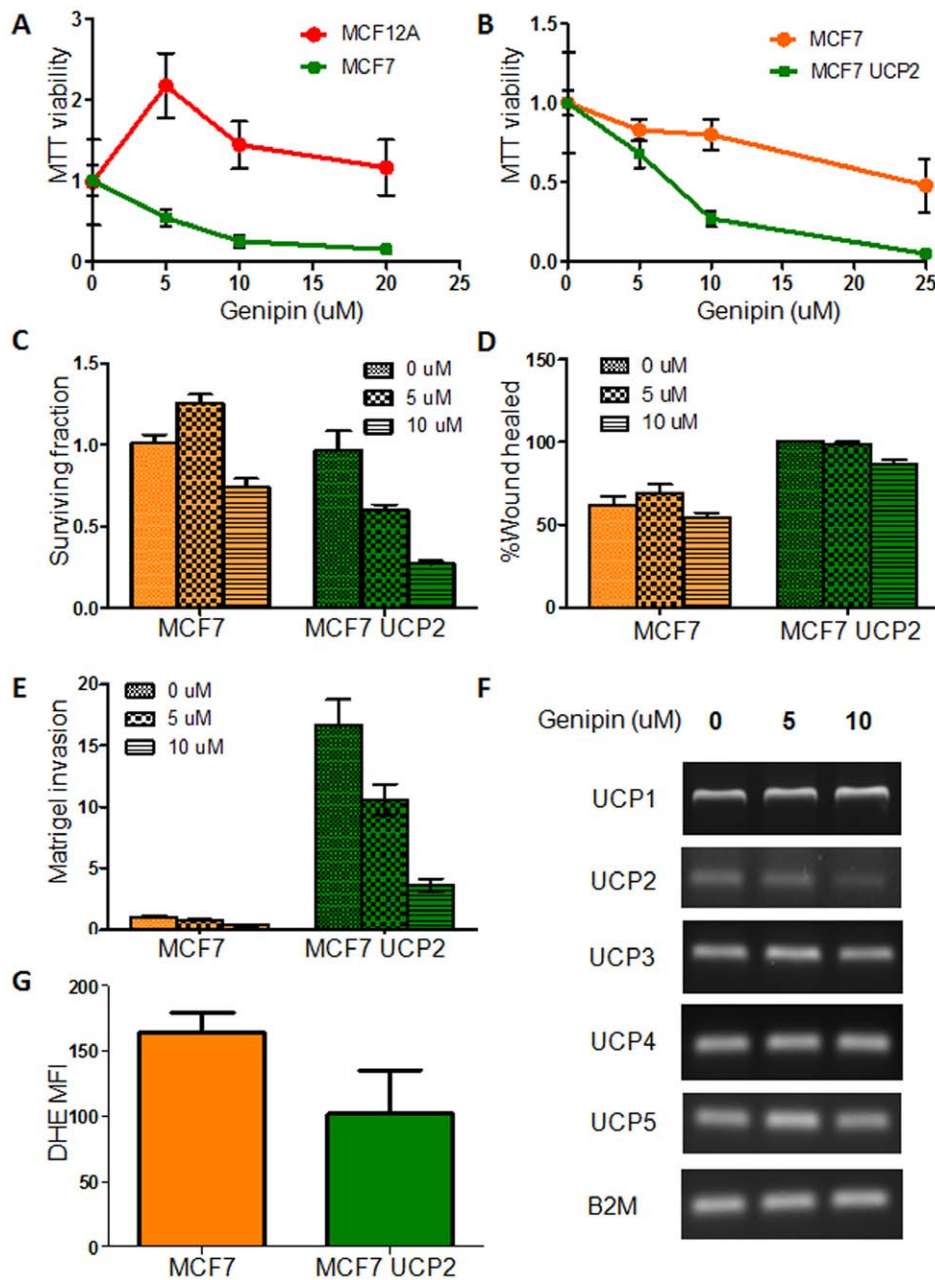 A
MTT viability
3
2
1
0
MCF12A
MCF7
0 5 10 15 20 25
Genipin (uM)
B
MTT viability
1.5
1.0
0.5
0.0
MCF7
MCF7 UCP2
0 5 10 15 20 25
Genipin (uM)
C
Surviving fraction
1.5
1.0
0.5
0.0
0 uM
5 uM
10 uM
MCF7 MCF7 UCP2
D
%Wound healed
150
100
50
0
0 uM
5 uM
10 uM
MCF7 MCF7 UCP2
E
Matrigel invasion
20
15
10
5
0
0 uM
5 uM
10 uM
MCF7 MCF7 UCP2
F
Genipin (uM) 0 5 10
UCP1
UCP2
UCP3
UCP4
UCP5
B2M
G
DHE MFI
200
150
100
50
0
MCF7 MCF7 UCP2